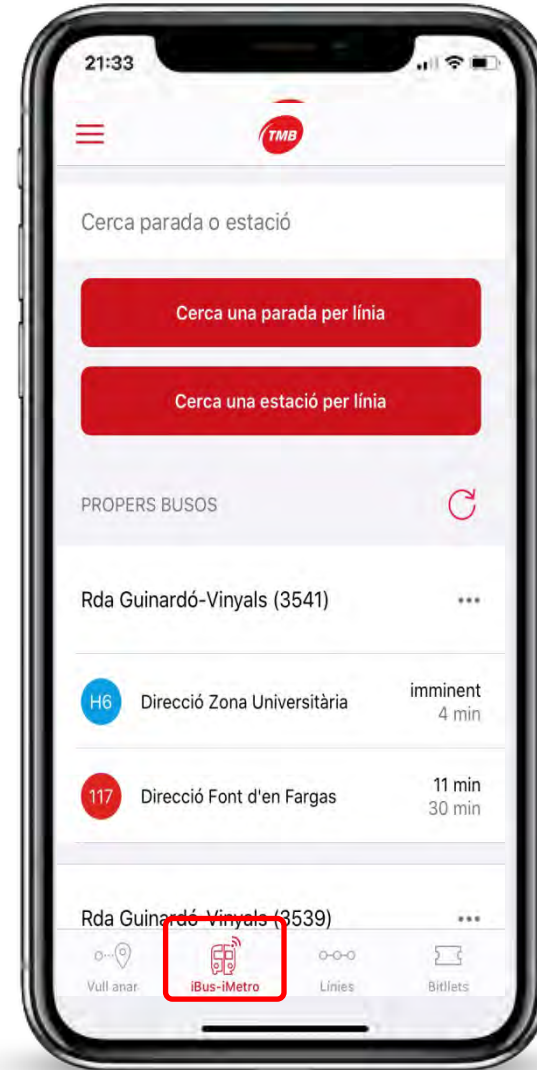 21:33
TMB
Cerca parada o estació
Cerca una parada per línia
Cerca una estació per línia
PROPERS BUSOS
Rda Guinardó-Vinyals (3541)
H6 Direcció Zona Universitària imminent
4 min
117 Direcció Font d'en Fargas 11 min
30 min
Rda Guinardó-Vinyals (3539)
Vull anar iBus-iMetro Línies Bitllets